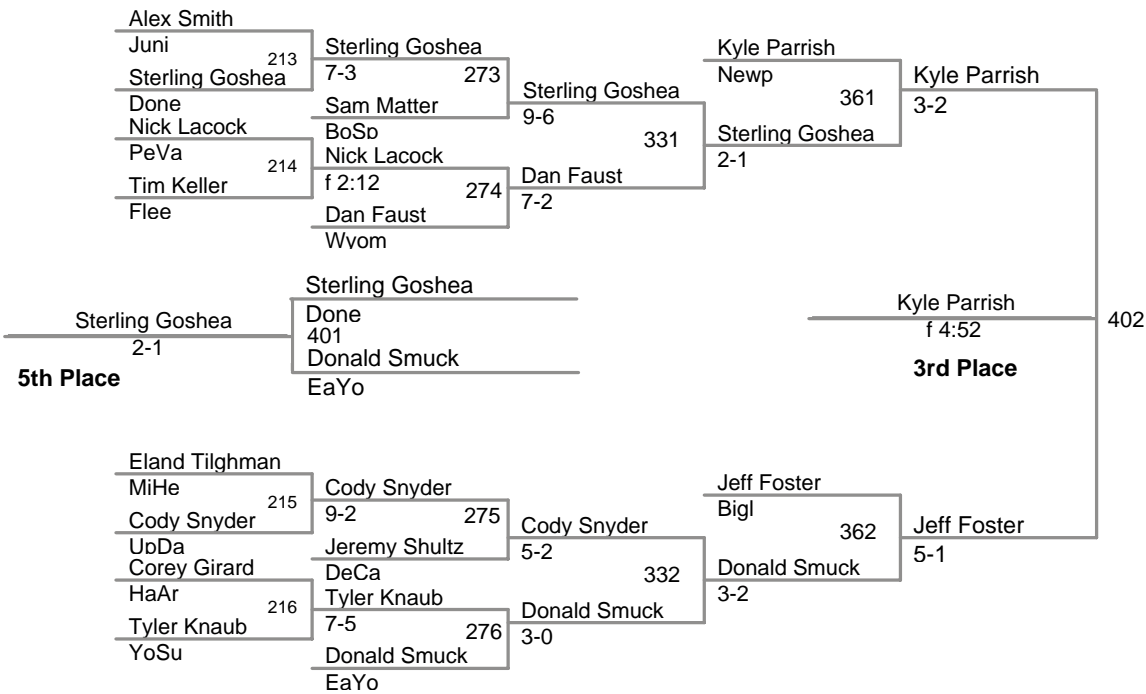 Alex Smith
Juni
213
Sterling Goshea
Done
Sterling Goshea
7-3
273
Sam Matter
BoSp
Nick Lacock
PeVa
214
Tim Keller
Flee
Nick Lacock
f 2:12
274
Dan Faust
Wyom
Sterling Goshea
9-6
331
Dan Faust
7-2
Kyle Parrish
Newp
361
Sterling Goshea
2-1
Kyle Parrish
3-2
Sterling Goshea
Done
401
Donald Smuck
EaYo
Sterling Goshea
2-1
5th Place
Kyle Parrish
f 4:52
3rd Place
402
Eland Tilghman
MiHe
215
Cody Snyder
UpDa
Cody Snyder
9-2
275
Jeremy Shultz
DeCa
Corey Girard
HaAr
216
Tyler Knaub
YoSu
Tyler Knaub
7-5
276
Donald Smuck
EaYo
Cody Snyder
5-2
332
Donald Smuck
3-0
Jeff Foster
Bigl
362
Donald Smuck
3-2
Jeff Foster
5-1